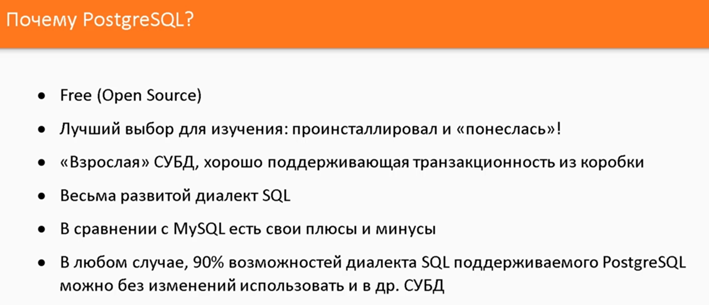 Почему PostgreSQL?
● Free (Open Source)
● Лучший выбор для изучения: проинсталлировал и «понеслась»!
● «Взрослая» СУБД, хорошо поддерживающая транзакционность из коробки
● Весьма развитой диалект SQL
● В сравнении с MySQL есть свои плюсы и минусы
● В любом случае, 90% возможностей диалекта SQL поддерживаемого PostgreSQL
можно без изменений использовать и в др. СУБД